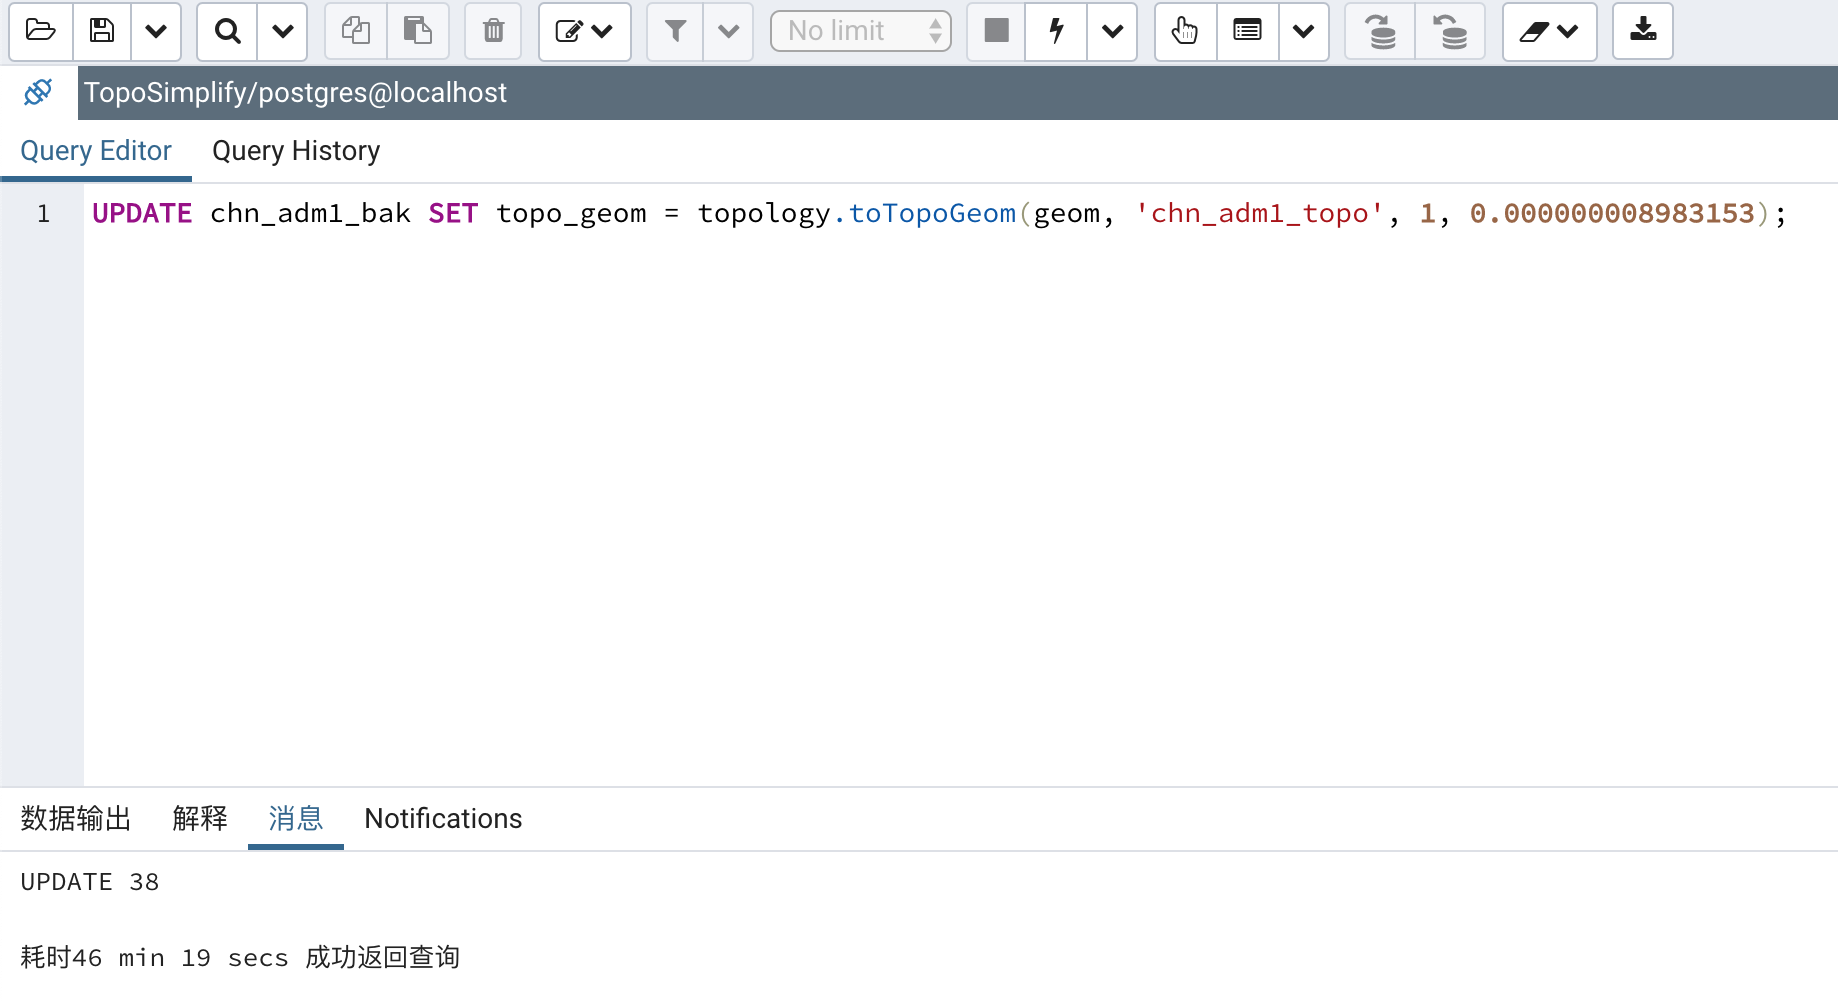 No limit
TopoSimplify/postgres@localhost
Query Editor Query History
1 UPDATE chn_adm1_bak SET topo_geom = topology.toTopoGeom(geom, 'chn_adm1_topo', 1, 0.000000008983153);
数据输出 解释 消息 Notifications
UPDATE 38
耗时46 min 19 secs 成功返回查询